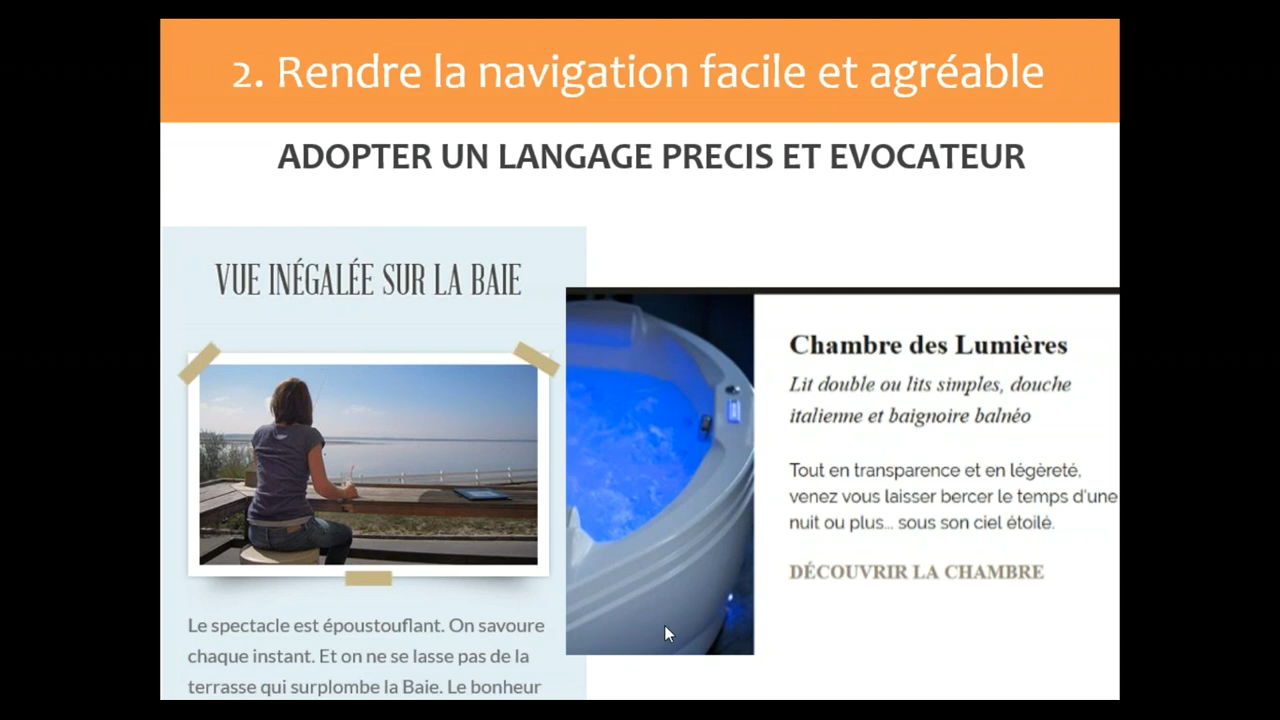 2. Rendre la navigation facile et agréable
ADOPTER UN LANGAGE PRECIS ET EVOCATEUR
VUE INÉGALÉE SUR LA BAIE
Le spectacle est époustouflant. On savoure
chaque instant. Et on ne se lasse pas de la
terrasse qui surplombe la Baie. Le bonheur
Chambre des Lumières
Lit double ou lits simples, douche
italienne et baignoire balnéo
Tout en transparence et en légèreté,
venez vous laisser bercer le temps d'une
nuit ou plus... sous son ciel étoilé.
DÉCOUVRIR LA CHAMBRE